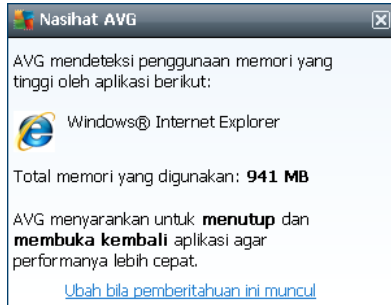 Nasihat AVG
AVG mendeteksi penggunaan memori yang
tinggi oleh aplikasi berikut:
Windows® Internet Explorer
Total memori yang digunakan: 941 MB
AVG menyarankan untuk menutup dan
membuka kembali aplikasi agar
performanya lebih cepat.
Ubah bila pemberitahuan ini muncul